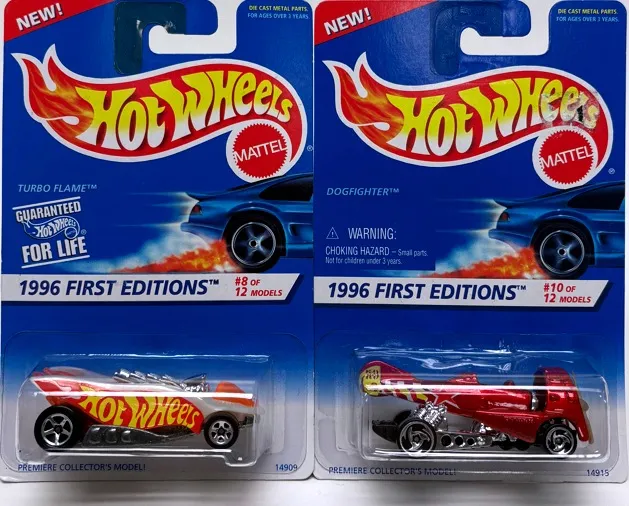 NEW!
DIE CAST METAL PARTS.
FOR AGES OVER 3 YEARS.
HOT WHEELS
MATTEL
®
TURBO FLAME™
GUARANTEED
Hot Wheels
FOR LIFE
1996 FIRST EDITIONS™
#8 OF
12 MODELS
HOT WHEELS
PREMIERE COLLECTOR'S MODEL!
14909
NEW!
DIE CAST METAL PARTS.
FOR AGES OVER 3 YEARS.
HOT WHEELS
MATTEL
®
DOGFIGHTER™
WARNING:
CHOKING HAZARD – Small parts.
Not for children under 3 years.
1996 FIRST EDITIONS™
#10 OF
12 MODELS
PREMIERE COLLECTOR'S MODEL!